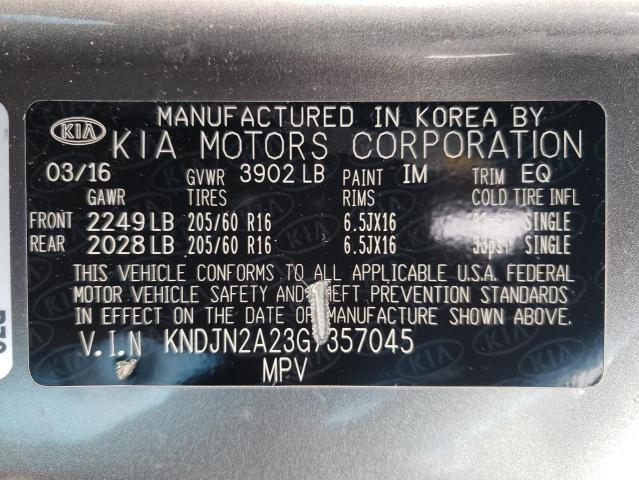 MANUFACTURED IN KOREA BY
KIA KIA MOTORS CORPORATION
03/16 GVWR 3902 LB PAINT IM TRIM EQ
GAWR TIRES RIMS COLD TIRE INFL
FRONT 2249 LB 205/60 R16 6.5JX16 SINGLE
REAR 2028 LB 205/60 R16 6.5JX16 33psi SINGLE
THIS VEHICLE CONFORMS TO ALL APPLICABLE U.S.A. FEDERAL
MOTOR VEHICLE SAFETY AND THEFT PREVENTION STANDARDS
IN EFFECT ON THE DATE OF MANUFACTURE SHOWN ABOVE.
V.I.N
MPV